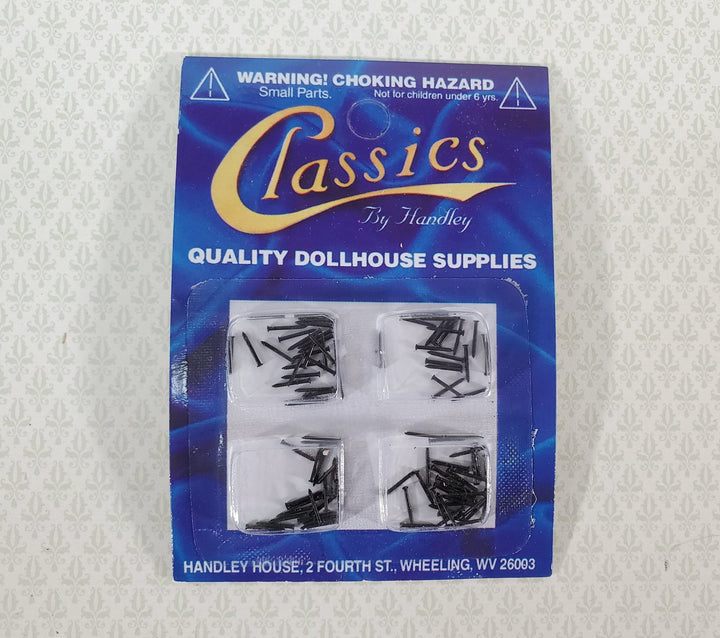 WARNING! CHOKING HAZARD
Small Parts. Not for children under 6 yrs.
Classics
By Handley
QUALITY DOLLHOUSE SUPPLIES
HANDLEY HOUSE, 2 FOURTH ST., WHEELING, WV 26003